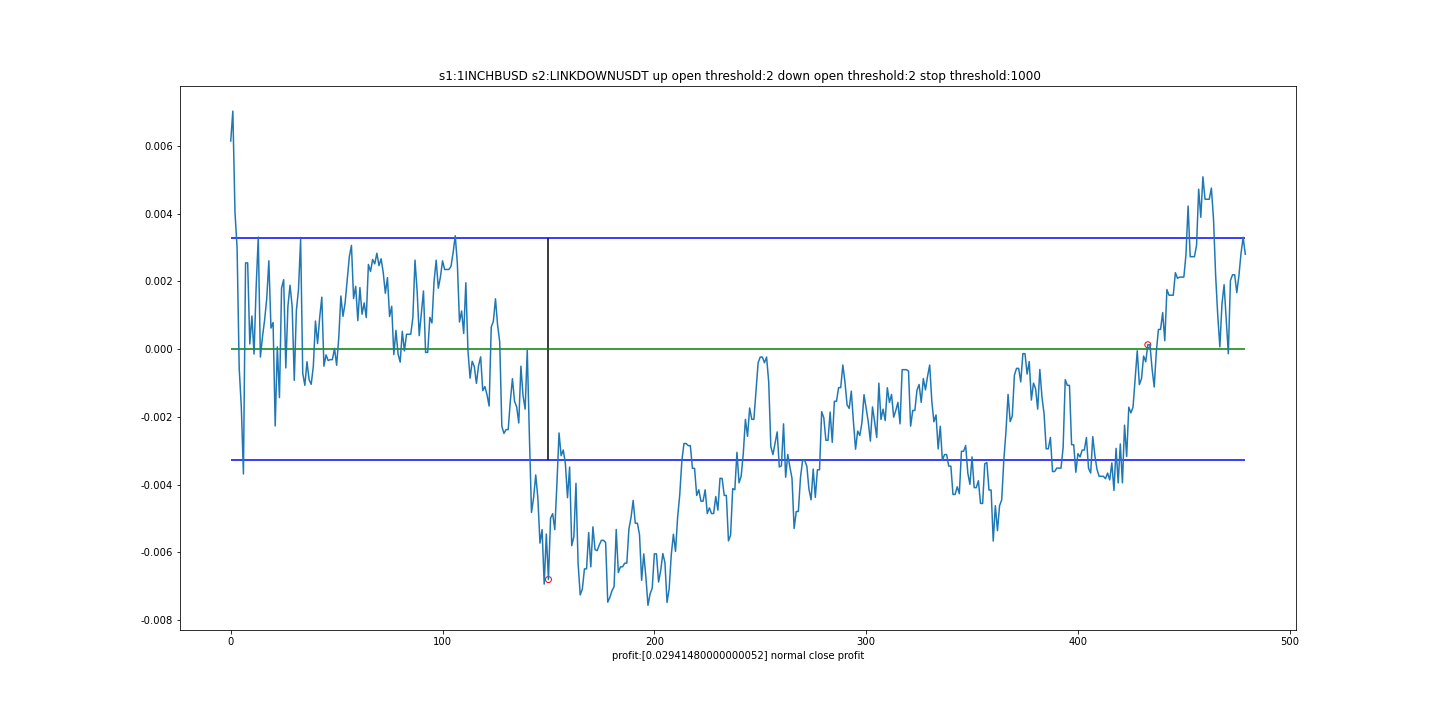 s1:1INCHBUSD s2:LINKDOWNUSDT up open threshold:2 down open threshold:2 stop threshold:1000
0.006
0.004
0.002
0.000
-0.002
-0.004
-0.006
-0.008
0 100 200 300 400 500
profit:[0.02941480000000052] normal close profit